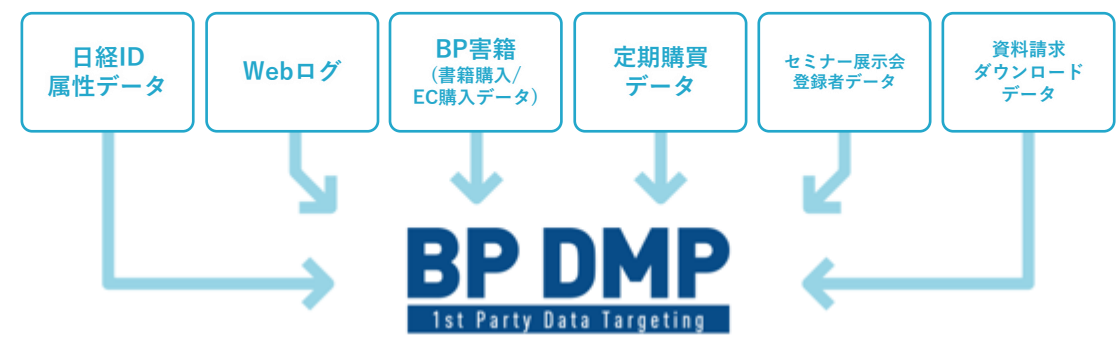 日経ID
属性データ
Webログ
BP害籍
(書籍購入/
EC購入データ)
定期購買
データ
セミナー展示会
登録者データ
資料請求
ダウンロード
データ
BP DMP
1st Party Data Targeting